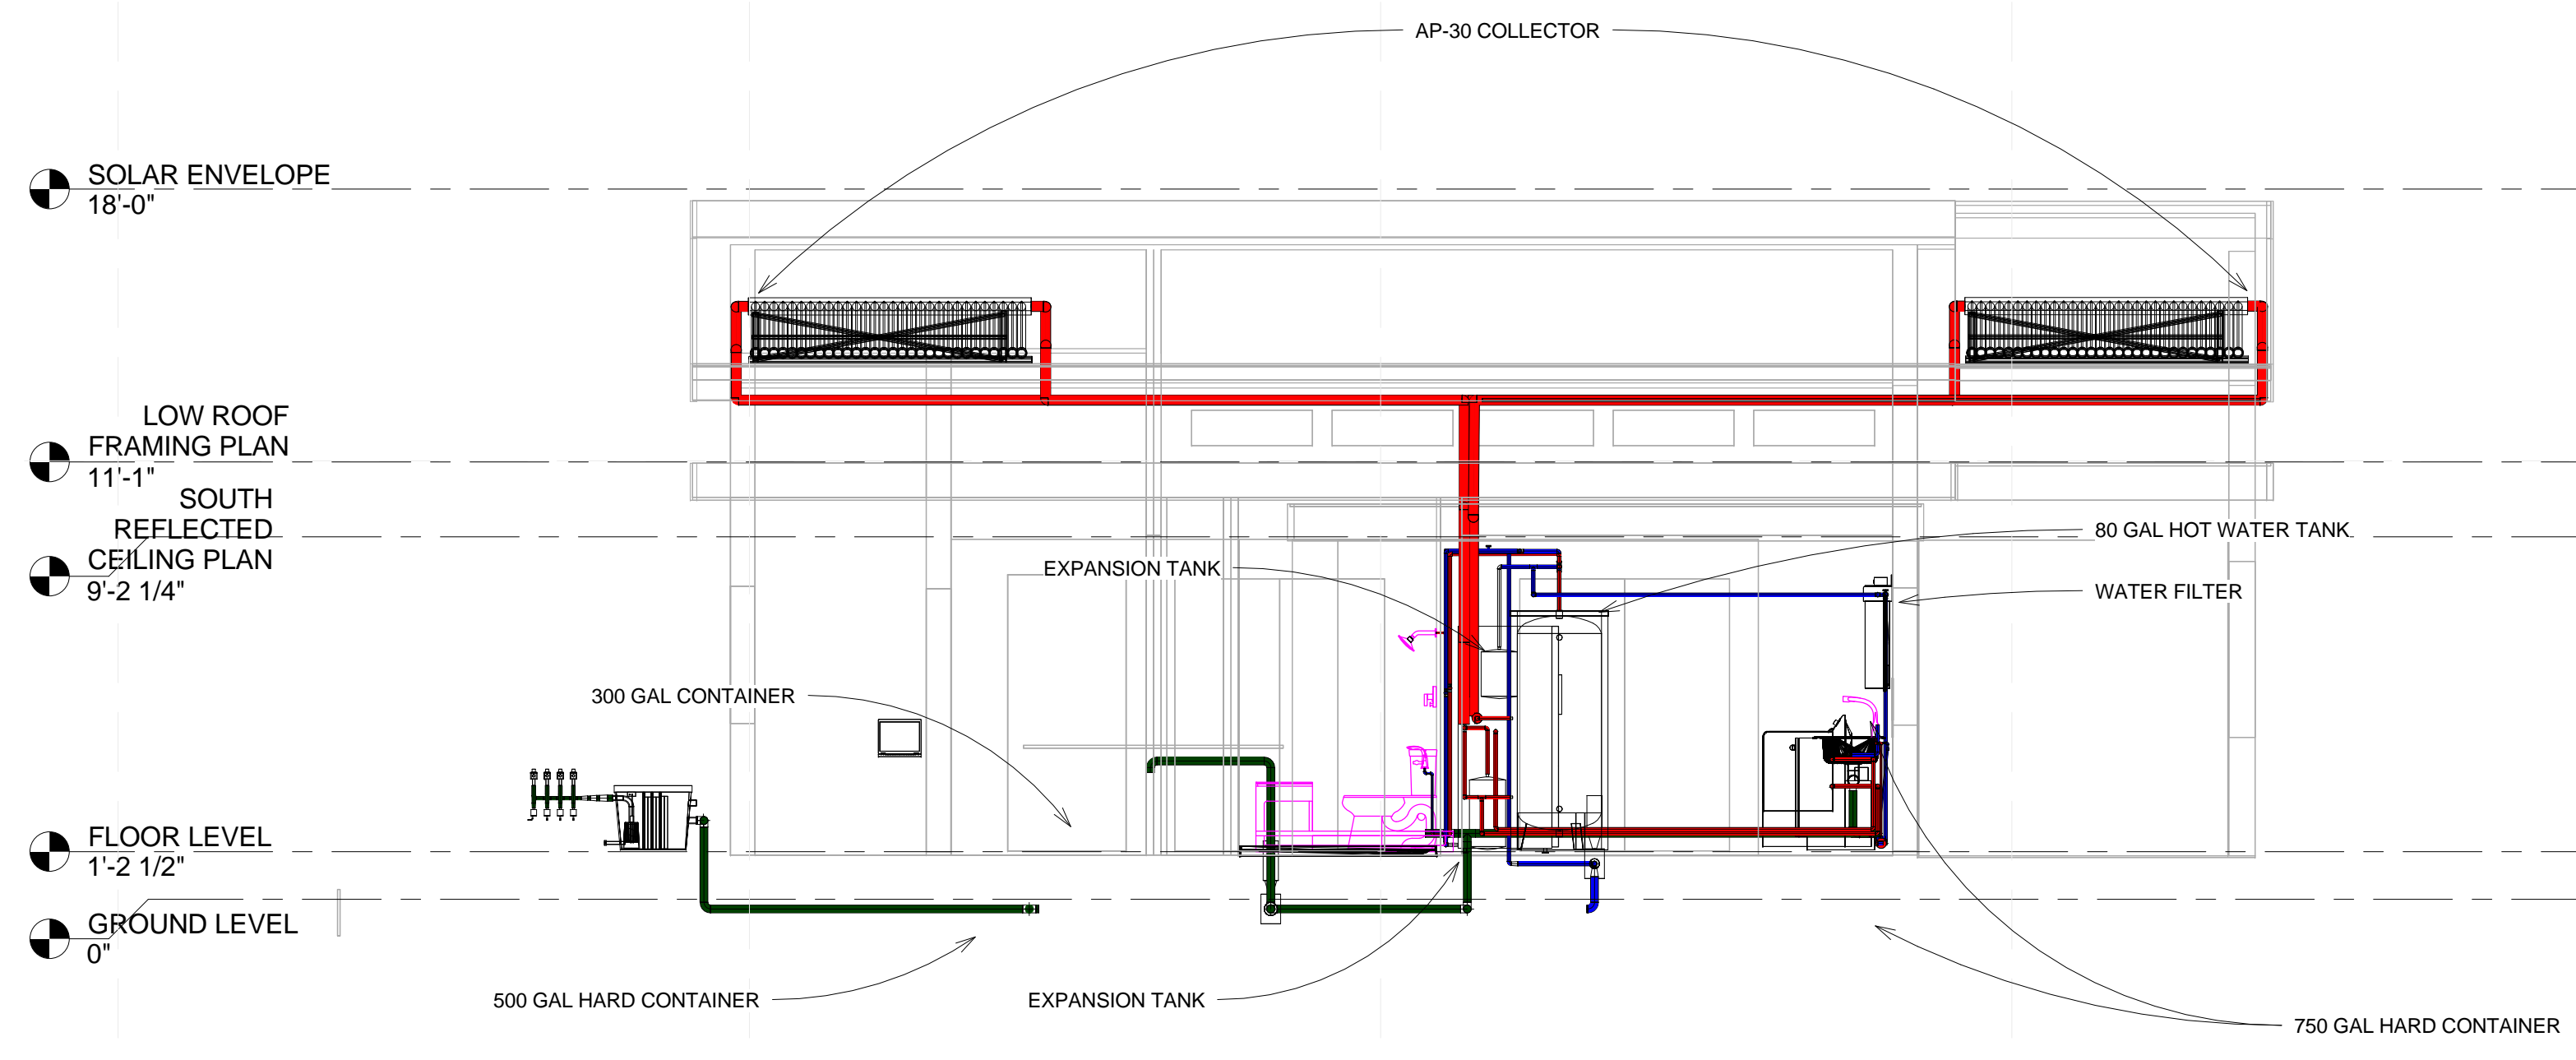 AP-30 COLLECTOR
SOLAR ENVELOPE
18'-0"
LOW ROOF
FRAMING PLAN
11'-1"
SOUTH
REFLECTED
CEILING PLAN
9'-2 1/4"
80 GAL HOT WATER TANK
EXPANSION TANK
WATER FILTER
300 GAL CONTAINER
FLOOR LEVEL
1'-2 1/2"
GROUND LEVEL
0"
500 GAL HARD CONTAINER
EXPANSION TANK
750 GAL HARD CONTAINER